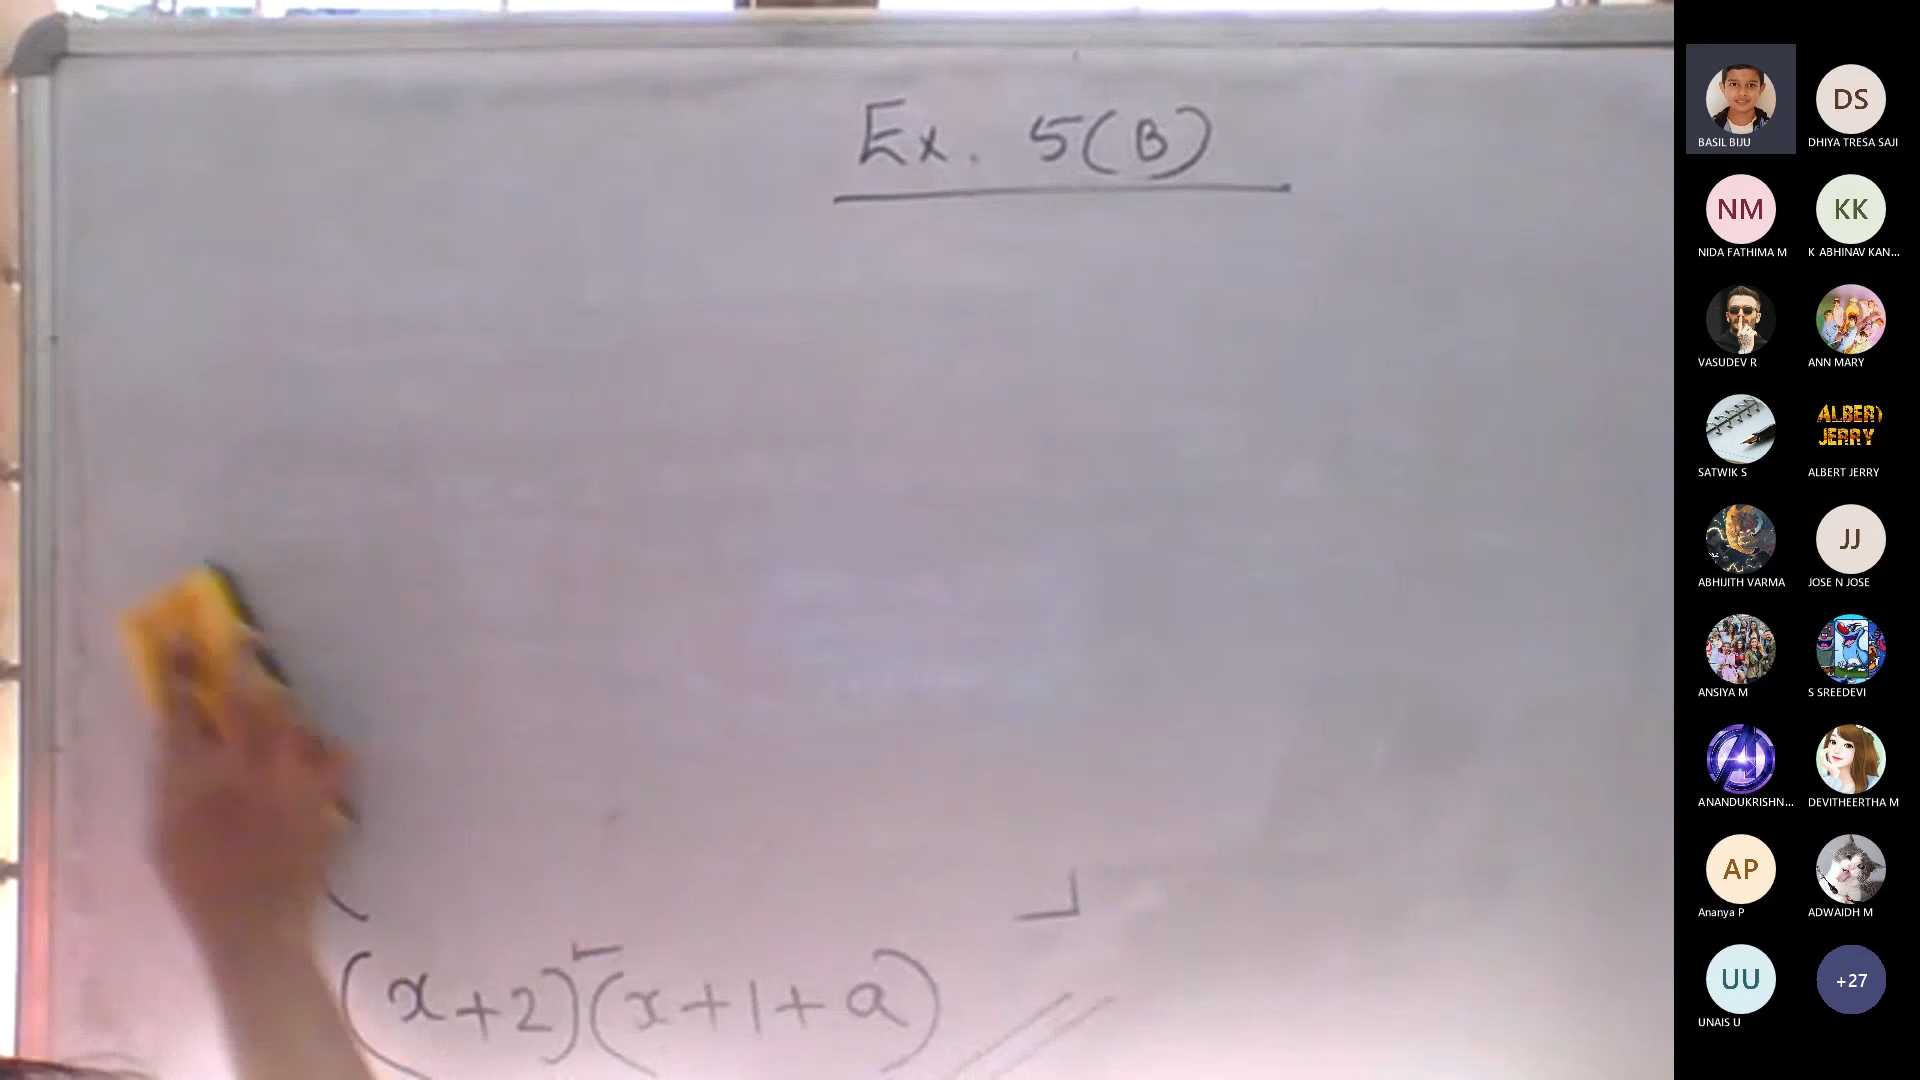 Ex. 5(B)
(x+2)(x+1+a)
BASIL BIJU
DS
DHIYA TRESA SAJI
NM
NIDA FATHIMA M
KK
K ABHINAV KAN...
VASUDEV R
ANN MARY
SATWIK S
ALBERT JERRY
ALBERT JERRY
ABHIJITH VARMA
JJ
JOSE N JOSE
ANSIYA M
S SREEDEVI
ANANDUKRISHN...
DEVITHEERTHA M
AP
Ananya P
ADWAIDH M
UU
UNAIS U
+27